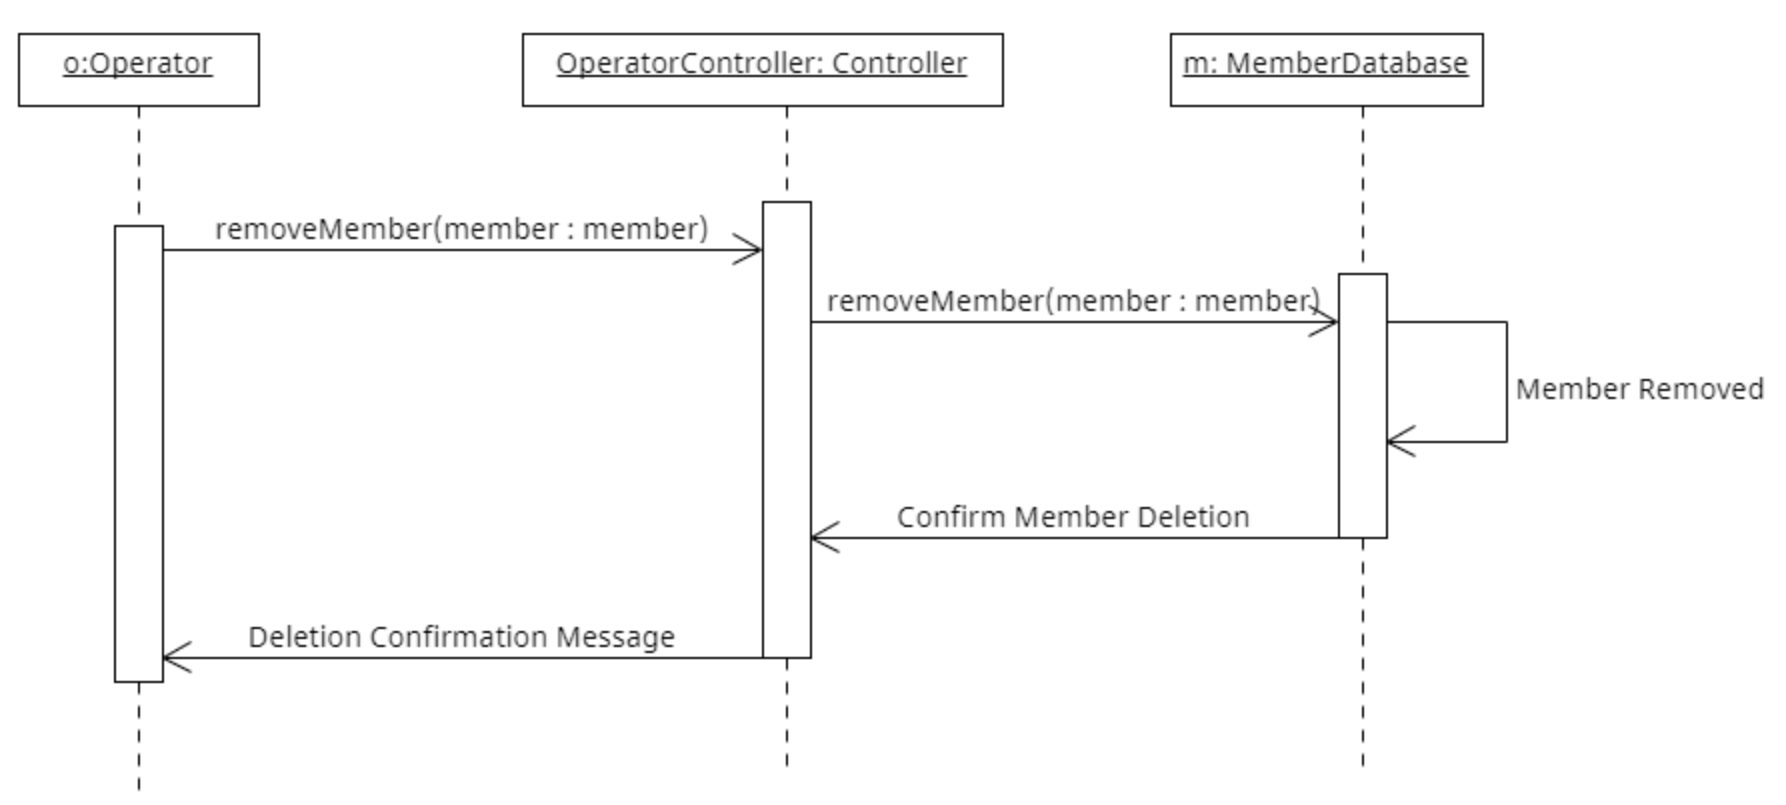 o:Operator
OperatorController: Controller
m: MemberDatabase
removeMember(member : member)
removeMember(member : member)
Member Removed
Confirm Member Deletion
Deletion Confirmation Message